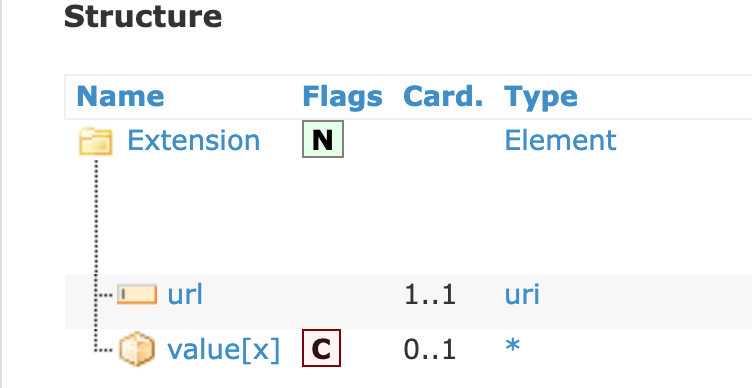 Structure
Name Flags Card. Type
Extension N Element
url 1..1 uri
value[x] C 0..1 *